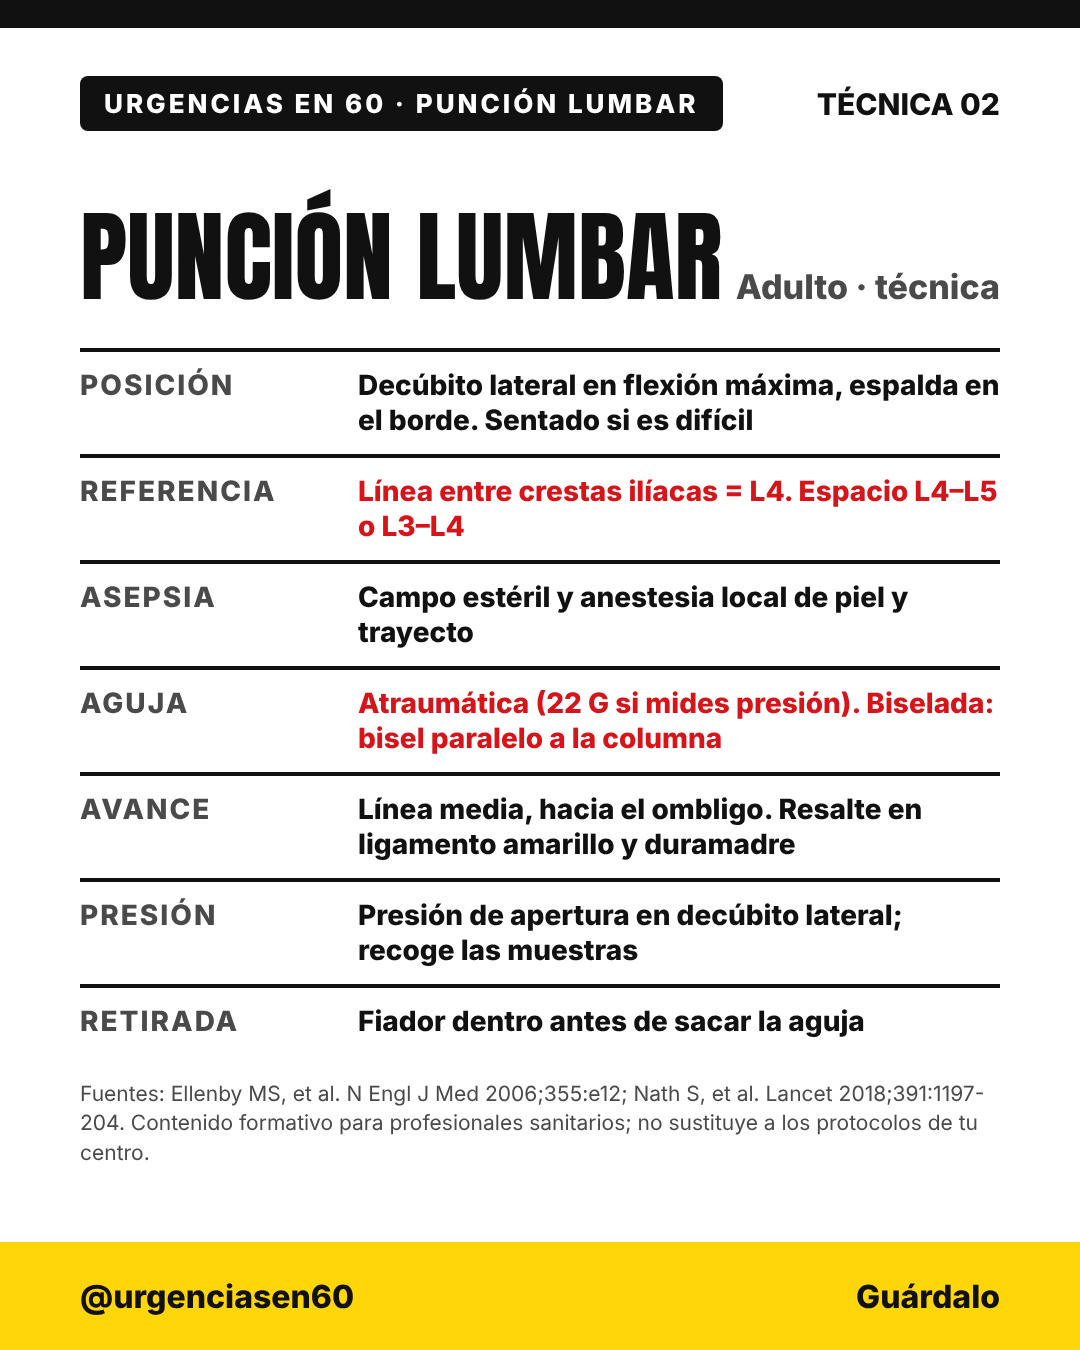 URGENCIAS EN 60 · PUNCIÓN LUMBAR
TÉCNICA 02
PUNCIÓN LUMBAR Adulto · técnica
POSICIÓN
Decúbito lateral en flexión máxima, espalda en
el borde. Sentado si es difícil
REFERENCIA
Línea entre crestas ilíacas = L4. Espacio L4–L5
o L3–L4
ASEPSIA
Campo estéril y anestesia local de piel y
trayecto
AGUJA
Atraumática (22 G si mides presión). Biselada:
bisel paralelo a la columna
AVANCE
Línea media, hacia el ombligo. Resalte en
ligamento amarillo y duramadre
PRESIÓN
Presión de apertura en decúbito lateral;
recoge las muestras
RETIRADA
Fiador dentro antes de sacar la aguja
Fuentes: Ellenby MS, et al. N Engl J Med 2006;355:e12; Nath S, et al. Lancet 2018;391:1197-
204. Contenido formativo para profesionales sanitarios; no sustituye a los protocolos de tu
centro.
@urgenciasen60
Guárdalo